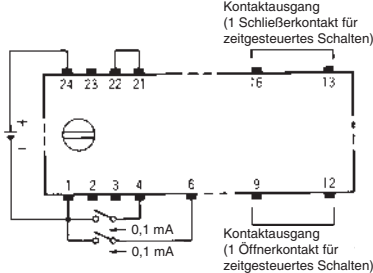 Kontaktausgang
(1 Schließerkontakt für
zeitgesteuertes Schalten)
24 23 22 21 16 13
+
1 2 3 4 6 9 12
0,1 mA
0,1 mA
Kontaktausgang
(1 Öffnerkontakt für
zeitgesteuertes Schalten)